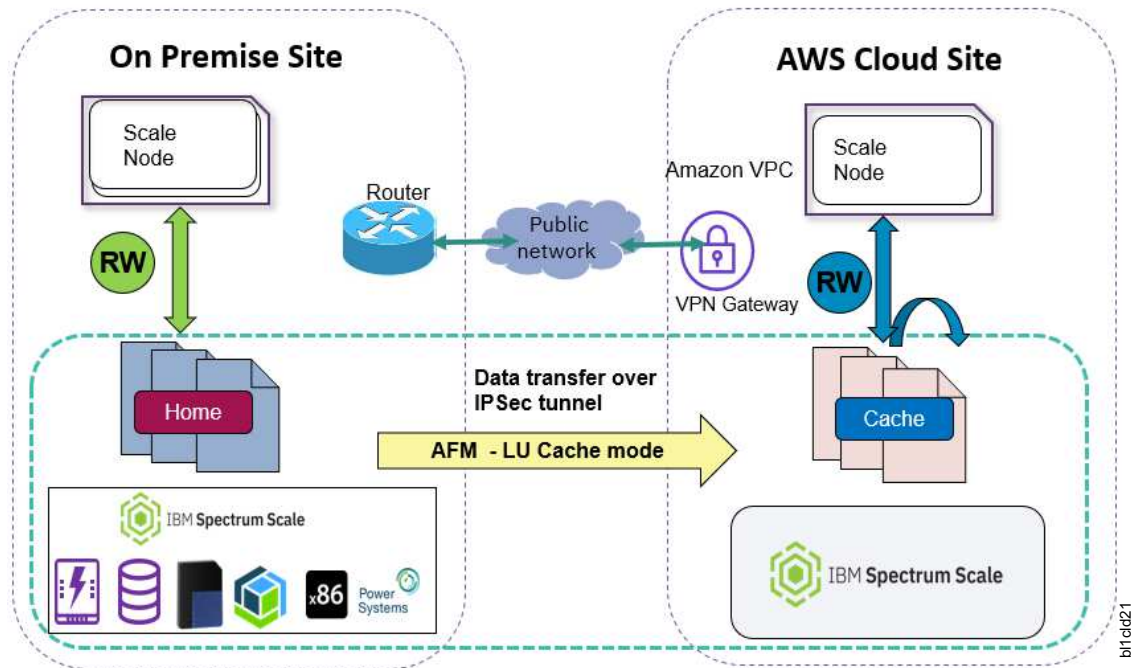 On Premise Site
AWS Cloud Site
Scale
Node
Scale
Node
Amazon VPC
Router
Public
network
RW
RW
VPN Gateway
Data transfer over
IPSec tunnel
Home
Cache
AFM - LU Cache mode
IBM Spectrum Scale
x86
Power
Systems
IBM Spectrum Scale
bl1cld21